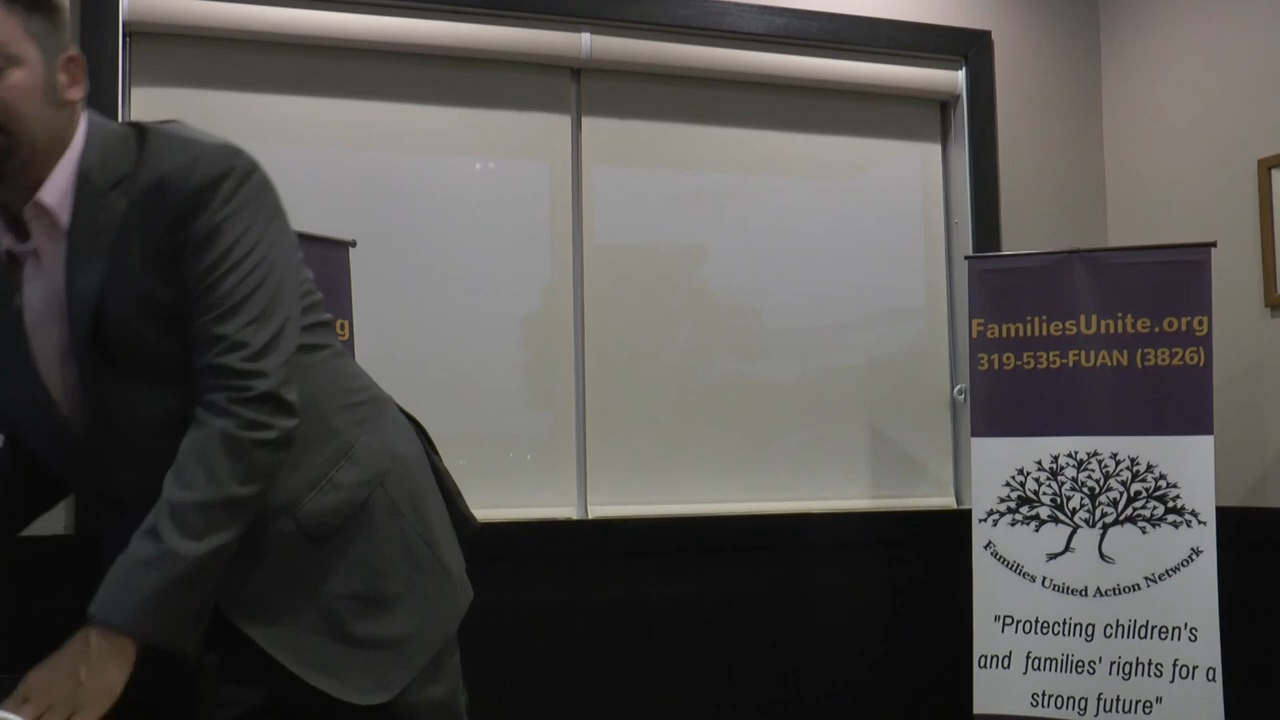 g
FamiliesUnite.org
319-535-FUAN (3826)
Families United Action Network
"Protecting children's
and families' rights for a
strong future"